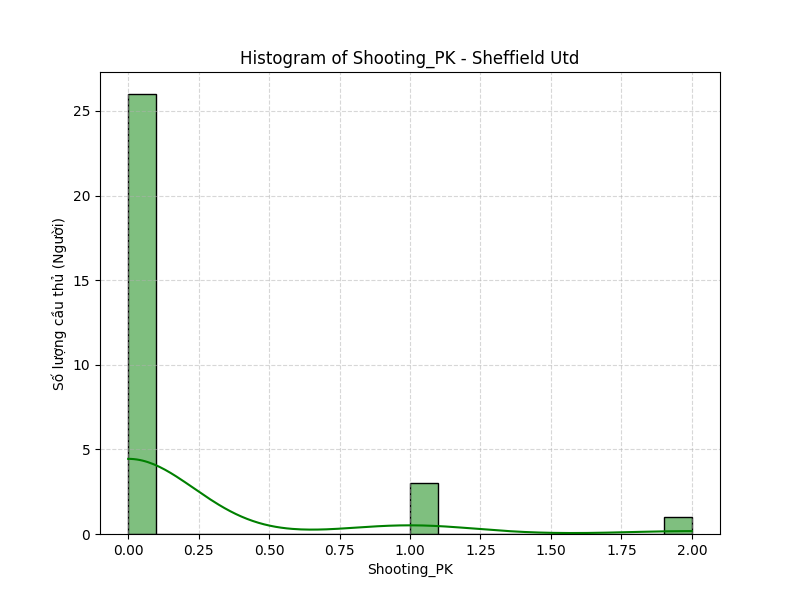 Histogram of Shooting_PK - Sheffield Utd
Số lượng cầu thủ (Người)
25
20
15
10
5
0
0.00 0.25 0.50 0.75 1.00 1.25 1.50 1.75 2.00
Shooting_PK